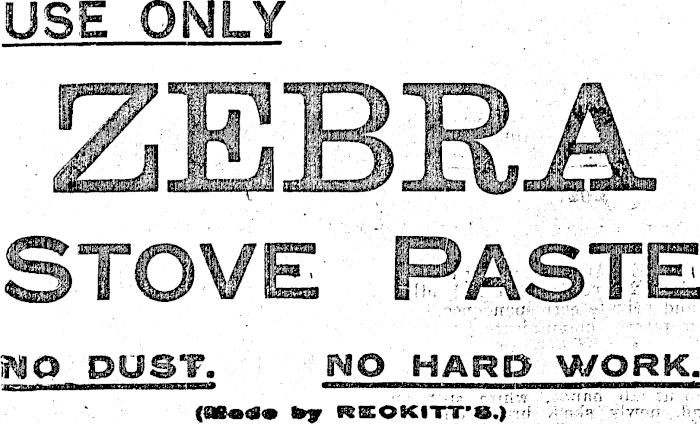 USE ONLY
ZEBRA
STOVE PASTE
NO DUST. NO HARD WORK.
(Made by RECKITT'S.)